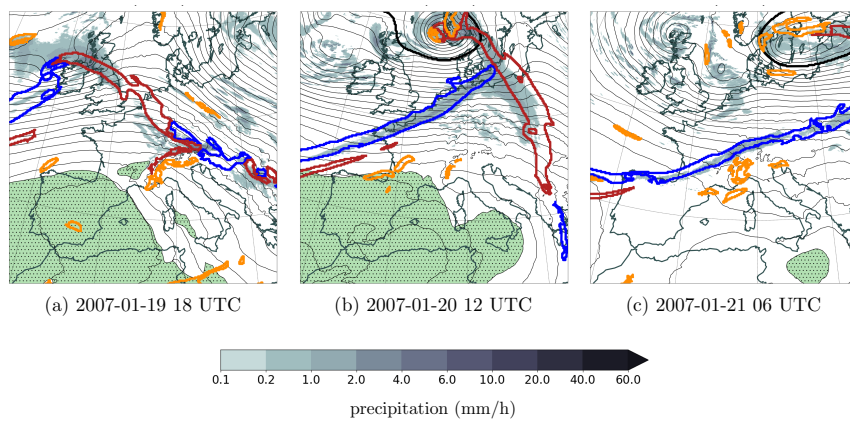 (a) 2007-01-19 18 UTC (b) 2007-01-20 12 UTC (c) 2007-01-21 06 UTC
0.1 0.2 1.0 2.0 4.0 6.0 10.0 20.0 40.0 60.0
precipitation (mm/h)